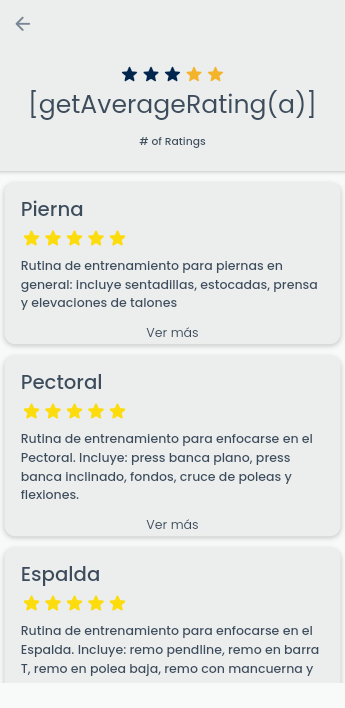 [getAverageRating(a)]
# of Ratings
Pierna
Rutina de entrenamiento para piernas en
general: Incluye sentadillas, estocadas, prensa
y elevaciones de talones
Ver más
Pectoral
Rutina de entrenamiento para enfocarse en el
Pectoral. Incluye: press banca plano, press
banca inclinado, fondos, cruce de poleas y
flexiones.
Ver más
Espalda
Rutina de entrenamiento para enfocarse en el
Espalda. Incluye: remo pendline, remo en barra
T, remo en polea baja, remo con mancuerna y